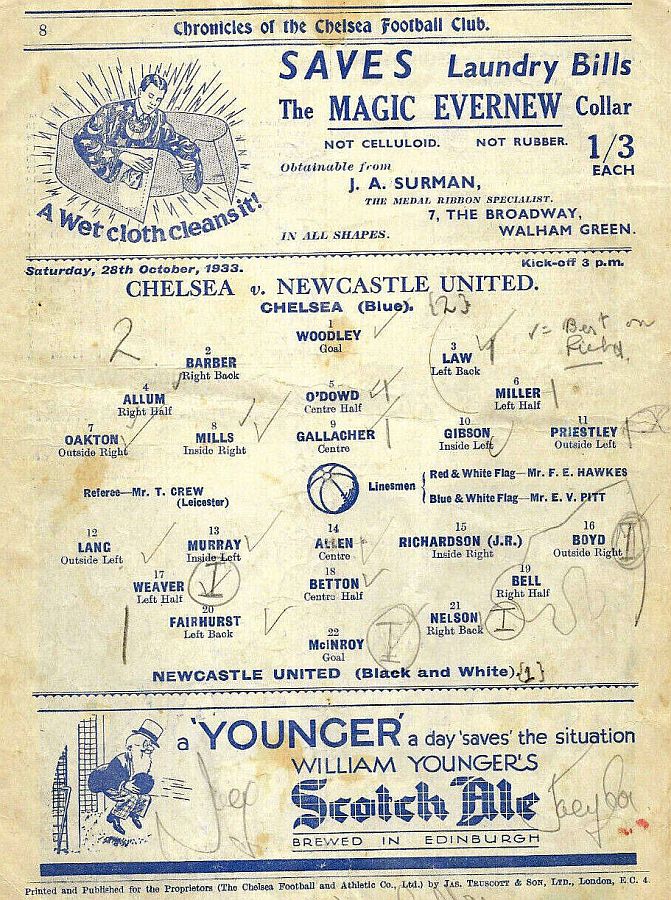 8 Chronicles of the Chelsea Football Club.
SAVES Laundry Bills
The MAGIC EVERNEW Collar
NOT CELLULOID. NOT RUBBER. 1/3 EACH
Obtainable from
J. A. SURMAN,
THE MEDAL RIBBON SPECIALIST.
7, THE BROADWAY,
IN ALL SHAPES. WALHAM GREEN.
A Wet cloth cleans it!
Saturday, 28th October, 1933. Kick-off 3 p.m.
CHELSEA v. NEWCASTLE UNITED.
CHELSEA (Blue). {2}
1
WOODLEY
Goal
2
2
BARBER
Right Back
3
LAW
Left Back
= Best on
Field.
4
ALLUM
Right Half
5
O'DOWD
Centre Half
6
MILLER
Left Half
7
OAKTON
Outside Right
8
MILLS
Inside Right
9
GALLACHER
Centre
10
GIBSON
Inside Left
11
PRIESTLEY
Outside Left
Referee—Mr. T. CREW
(Leicester)
Linesmen
Red & White Flag—Mr. F. E. HAWKES
Blue & White Flag—Mr. E. V. PITT
12
LANG
Outside Left
13
MURRAY
Inside Left
14
ALLEN
Centre
15
RICHARDSON (J.R.)
Inside Right
16
BOYD
Outside Right
I
17
WEAVER
Left Half
I
18
BETTON
Centre Half
19
BELL
Right Half
20
FAIRHURST
Left Back
21
NELSON
Right Back
I
22
McINROY
Goal
I
NEWCASTLE UNITED (Black and White). {1}
a 'YOUNGER' a day 'saves' the situation
WILLIAM YOUNGER'S
Scotch Ale
BREWED IN EDINBURGH
Printed and Published for the Proprietors (The Chelsea Football and Athletic Co., Ltd.) by JAS. TRUSCOTT & SON, LTD., London, E.C. 4.